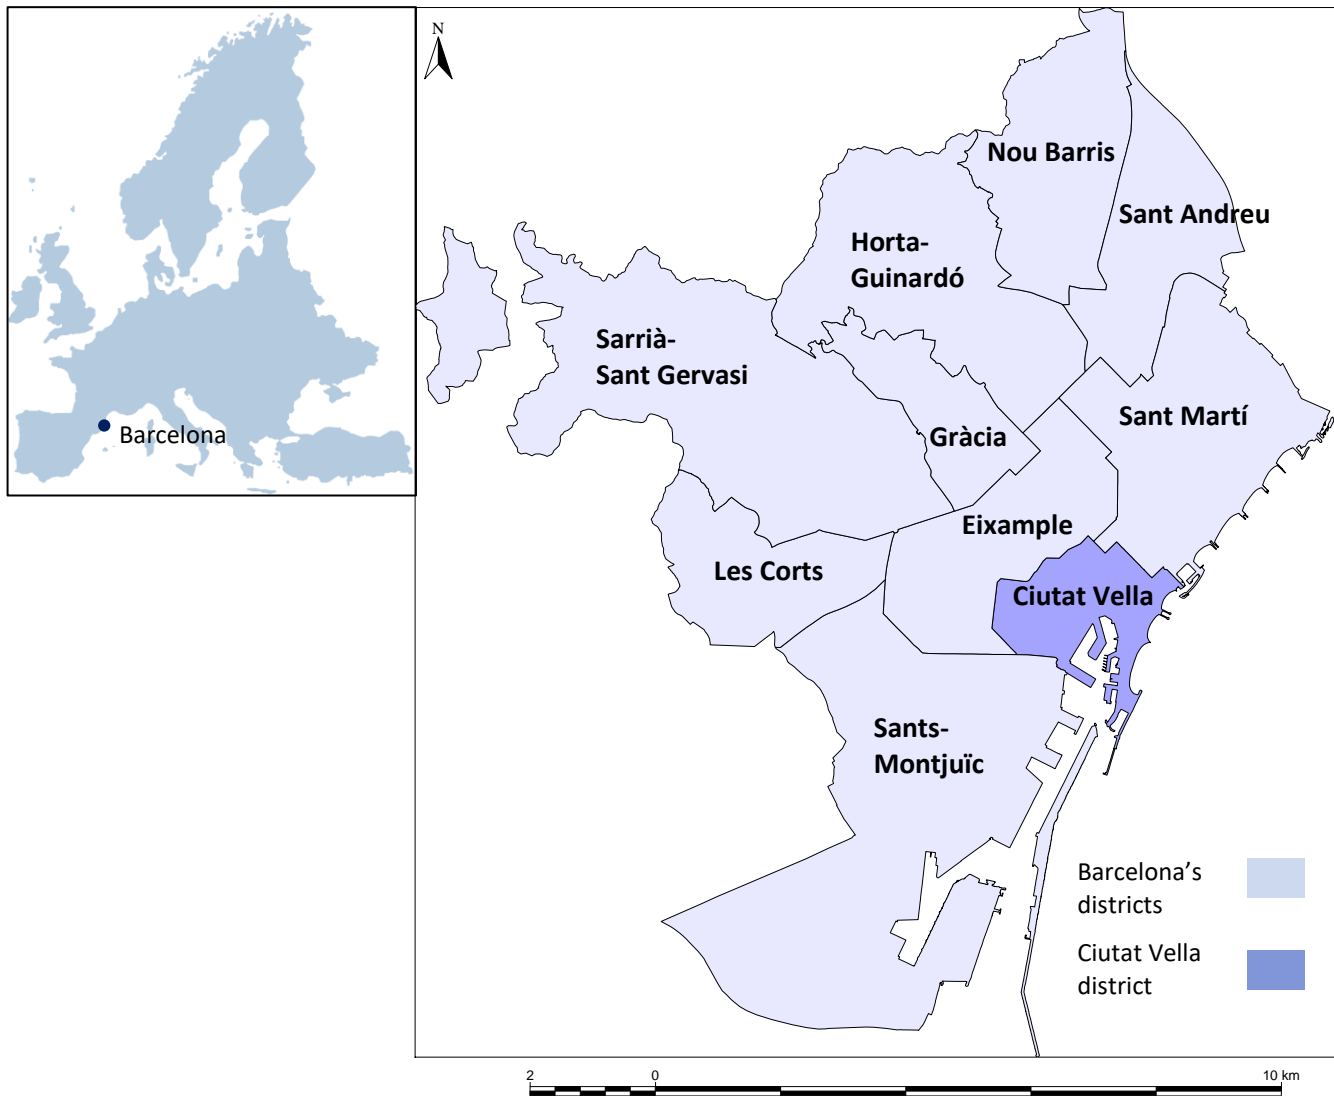 N
Nou Barris
Sant Andreu
Horta-
Guinardó
Sarrià-
Sant Gervasi
Sant Martí
Gràcia
Barcelona
Eixample
Les Corts
Ciutat Vella
Sants-
Montjuïc
Barcelona’s
districts
Ciutat Vella
district
2 0 10 km